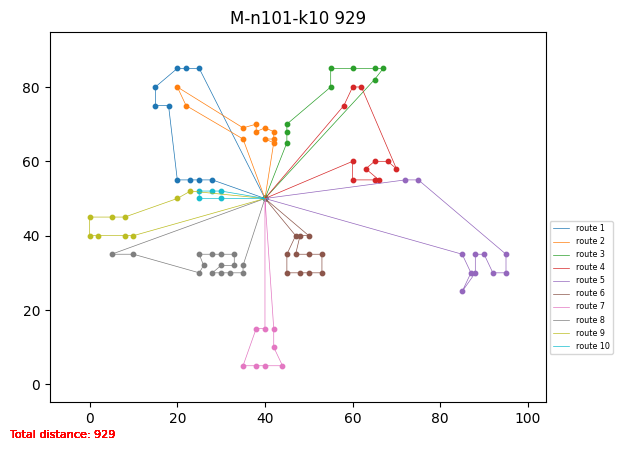 M-n101-k10 929
80
60
40
20
0
0 20 40 60 80 100
route 1
route 2
route 3
route 4
route 5
route 6
route 7
route 8
route 9
route 10
Total distance: 929